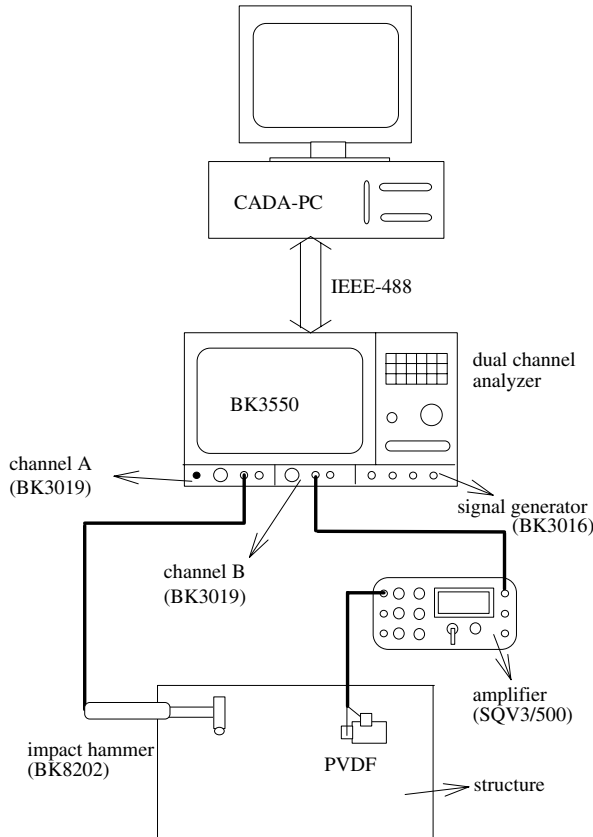 CADA-PC
IEEE-488
BK3550
dual channel
analyzer
channel A
(BK3019)
signal generator
(BK3016)
channel B
(BK3019)
amplifier
(SQV3/500)
impact hammer
(BK8202)
PVDF
structure